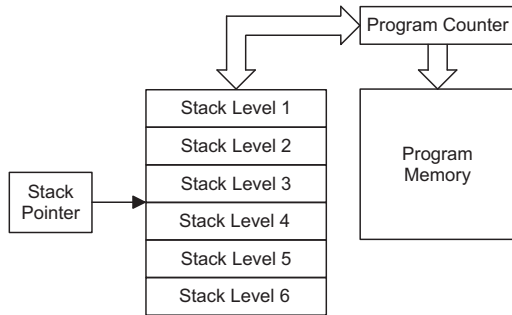 Program Counter
Stack Level 1
Stack Level 2
Stack Level 3
Stack Level 4
Stack Level 5
Stack Level 6
Stack
Pointer
Program
Memory